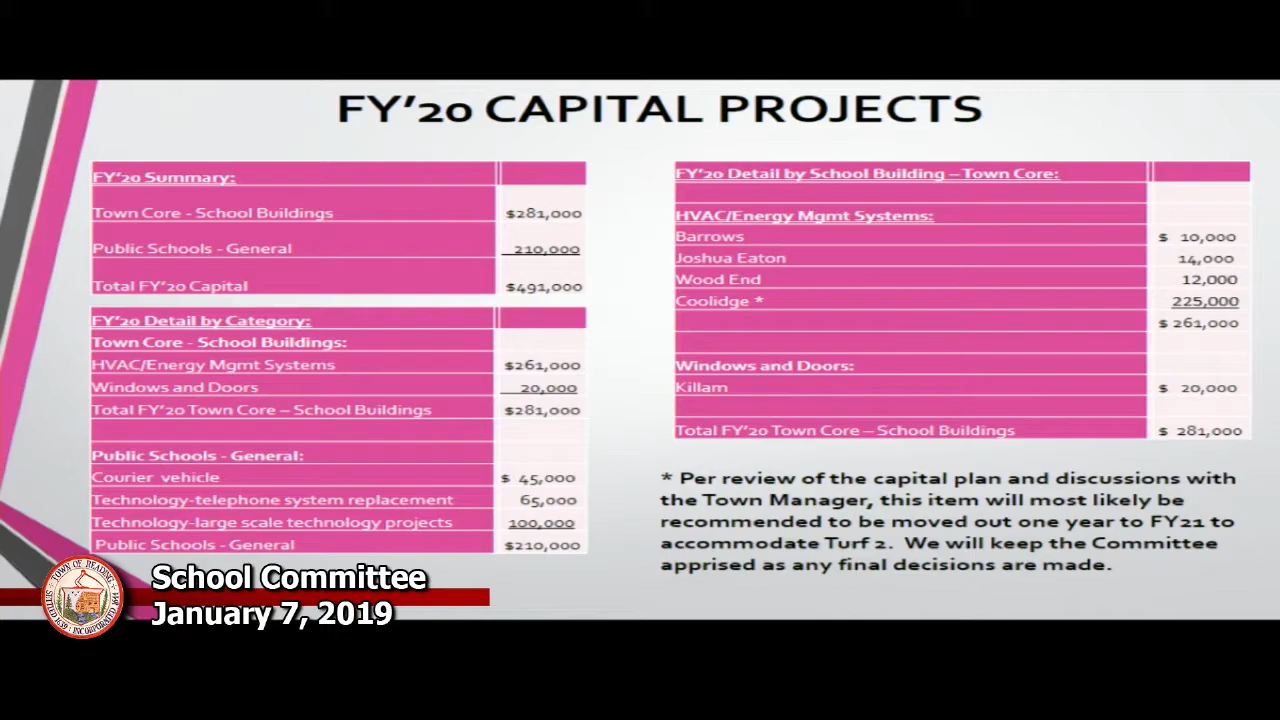 FY'20 CAPITAL PROJECTS
FY'20 Summary:
Town Core - School Buildings $281,000
Public Schools - General 210,000
Total FY'20 Capital $491,000
FY'20 Detail by Category:
Town Core - School Buildings:
HVAC/Energy Mgmt Systems $261,000
Windows and Doors 20,000
Total FY'20 Town Core – School Buildings $281,000
Public Schools - General:
Courier vehicle $ 45,000
Technology-telephone system replacement 65,000
Technology-large scale technology projects 100,000
Public Schools - General $210,000
FY'20 Detail by School Building – Town Core:
HVAC/Energy Mgmt Systems:
Barrows $ 10,000
Joshua Eaton 14,000
Wood End 12,000
Coolidge * 225,000
$ 261,000
Windows and Doors:
Killam $ 20,000
Total FY'20 Town Core – School Buildings $ 281,000
* Per review of the capital plan and discussions with
the Town Manager, this item will most likely be
recommended to be moved out one year to FY21 to
accommodate Turf 2. We will keep the Committee
apprised as any final decisions are made.
TOWN OF READING
SETTLED 1639 INCORPORATED 1644
School Committee
January 7, 2019